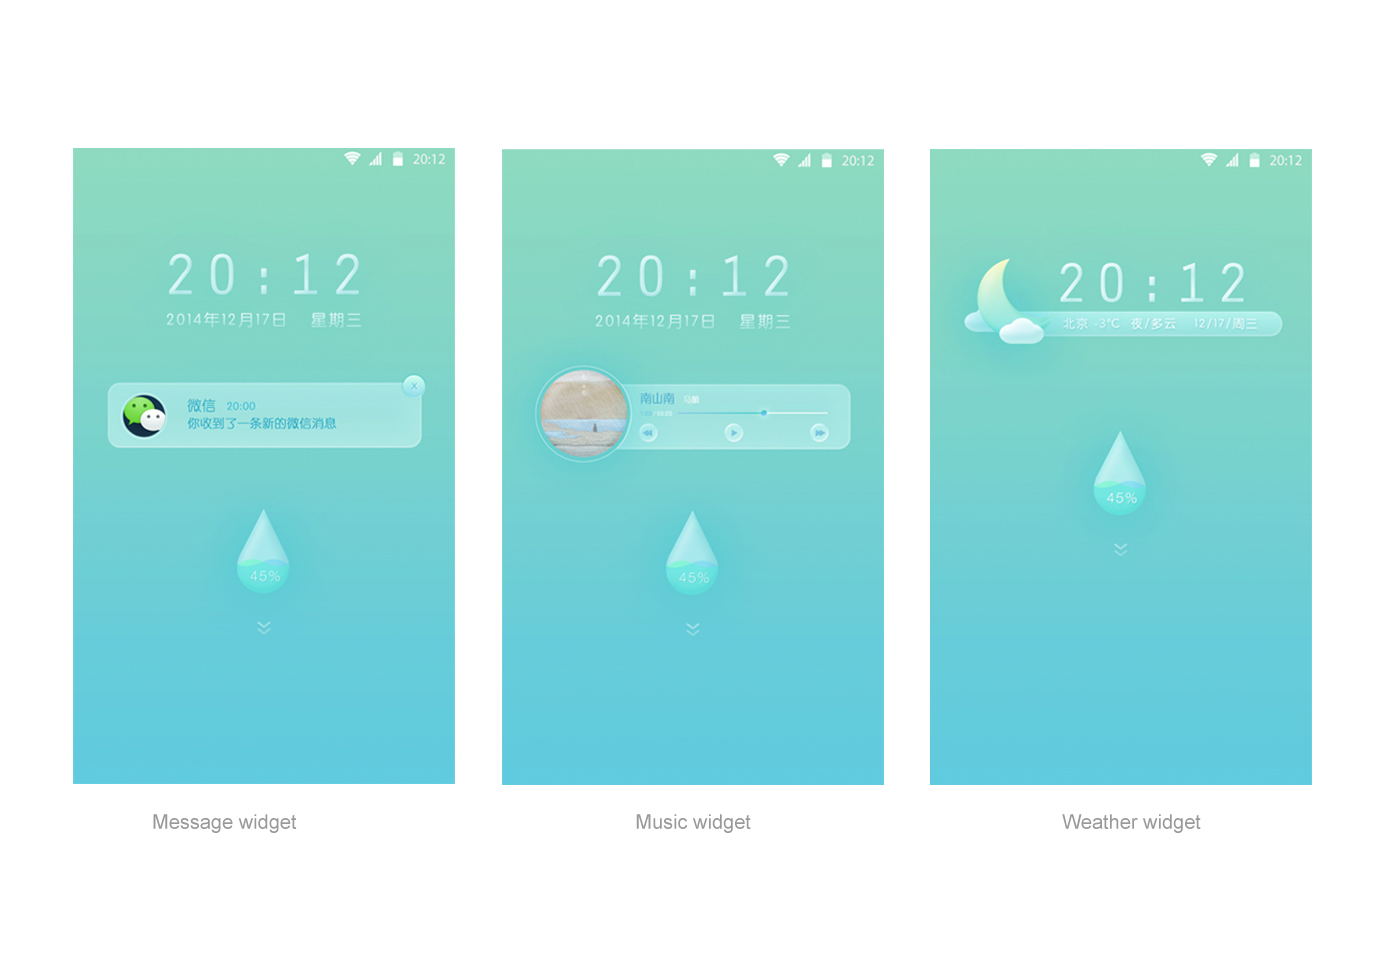 20:12
20:12
2014年12月17日 星期三
x
微信 20:00
你收到了一条新的微信消息
45%
Message widget
20:12
20:12
2014年12月17日 星期三
南山南 马頔
45%
Music widget
20:12
20:12
北京 -3℃ 夜/多云 12/17/周三
45%
Weather widget